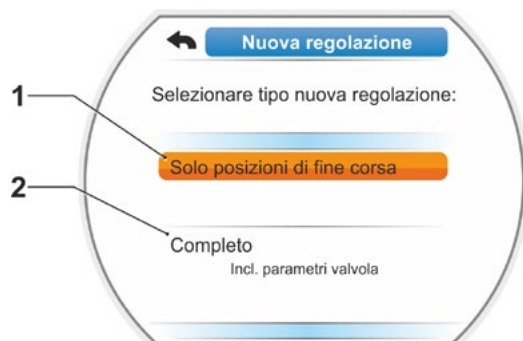 Nuova regolazione
Selezionare tipo nuova regolazione:
1
Solo posizioni di fine corsa
2
Completo
Incl. parametri valvola